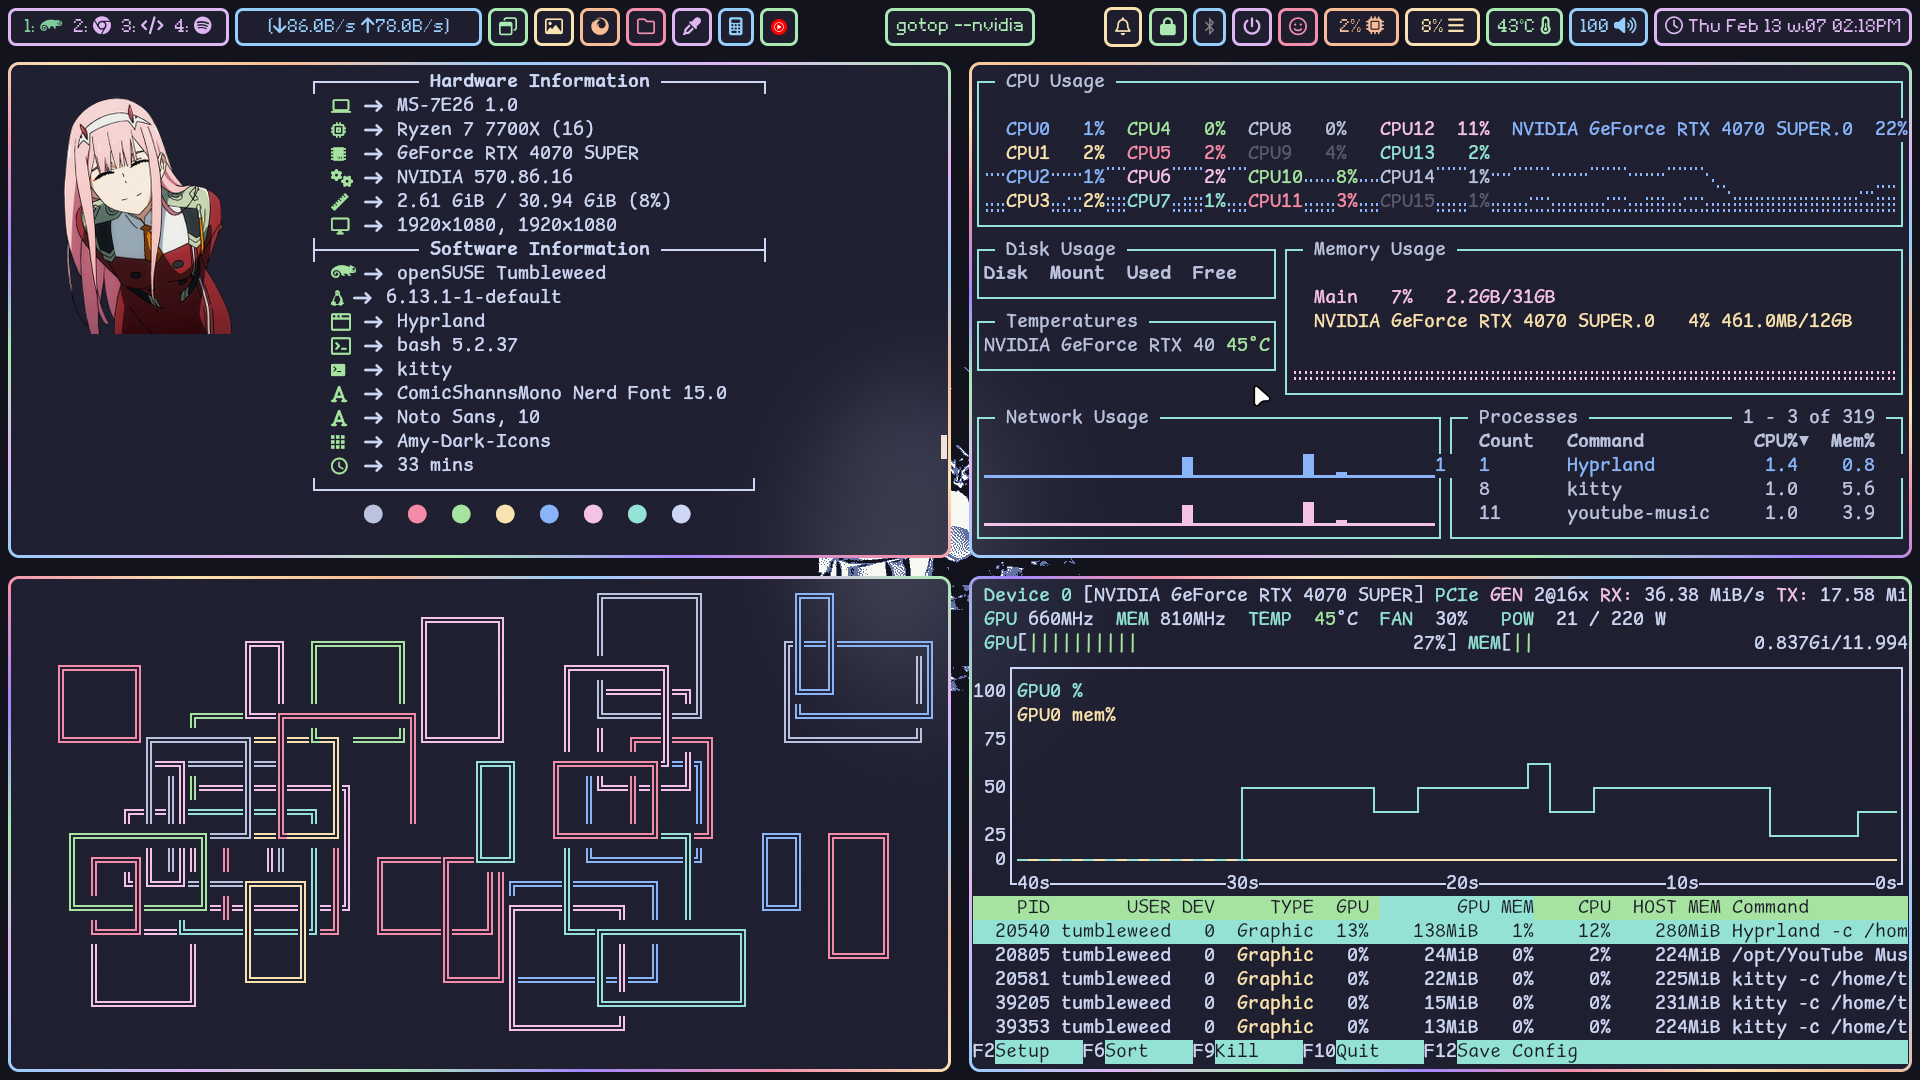 1: 2: 3: </> 4:
(↓86.0B/s ↑78.0B/s)
gotop --nvidia
2%
8%
43°C
100
Thu Feb 13 w:07 02:18PM
Hardware Information
→ MS-7E26 1.0
→ Ryzen 7 7700X (16)
→ GeForce RTX 4070 SUPER
→ NVIDIA 570.86.16
→ 2.61 GiB / 30.94 GiB (8%)
→ 1920x1080, 1920x1080
Software Information
→ openSUSE Tumbleweed
→ 6.13.1-1-default
→ Hyprland
→ bash 5.2.37
→ kitty
→ ComicShannsMono Nerd Font 15.0
→ Noto Sans, 10
→ Amy-Dark-Icons
→ 33 mins
CPU Usage
CPU0 1% CPU4 0% CPU8 0% CPU12 11% NVIDIA GeForce RTX 4070 SUPER.0 22%
CPU1 2% CPU5 2% CPU9 4% CPU13 2%
CPU2 1% CPU6 2% CPU10 8% CPU14 1%
CPU3 2% CPU7 1% CPU11 3% CPU15 1%
Disk Usage
Disk Mount Used Free
Temperatures
NVIDIA GeForce RTX 40 45°C
Memory Usage
Main 7% 2.2GB/31GB
NVIDIA GeForce RTX 4070 SUPER.0 4% 461.0MB/12GB
Network Usage
1
Processes 1 - 3 of 319
Count Command CPU%▼ Mem%
1 Hyprland 1.4 0.8
8 kitty 1.0 5.6
11 youtube-music 1.0 3.9
Device 0 [NVIDIA GeForce RTX 4070 SUPER] PCIe GEN 2@16x RX: 36.38 MiB/s TX: 17.58 Mi
GPU 660MHz MEM 810MHz TEMP 45°C FAN 30% POW 21 / 220 W
GPU[|||||||||| 27%] MEM[|| 0.837Gi/11.994
100
GPU0 %
GPU0 mem%
75
50
25
0
40s 30s 20s 10s 0s
PID USER DEV TYPE GPU GPU MEM CPU HOST MEM Command
20540 tumbleweed 0 Graphic 13% 138MiB 1% 12% 280MiB Hyprland -c /hom
20805 tumbleweed 0 Graphic 0% 24MiB 0% 2% 224MiB /opt/YouTube Mus
20581 tumbleweed 0 Graphic 0% 22MiB 0% 0% 225MiB kitty -c /home/t
39205 tumbleweed 0 Graphic 0% 15MiB 0% 0% 231MiB kitty -c /home/t
39353 tumbleweed 0 Graphic 0% 13MiB 0% 0% 224MiB kitty -c /home/t
F2Setup F6Sort F9Kill F10Quit F12Save Config